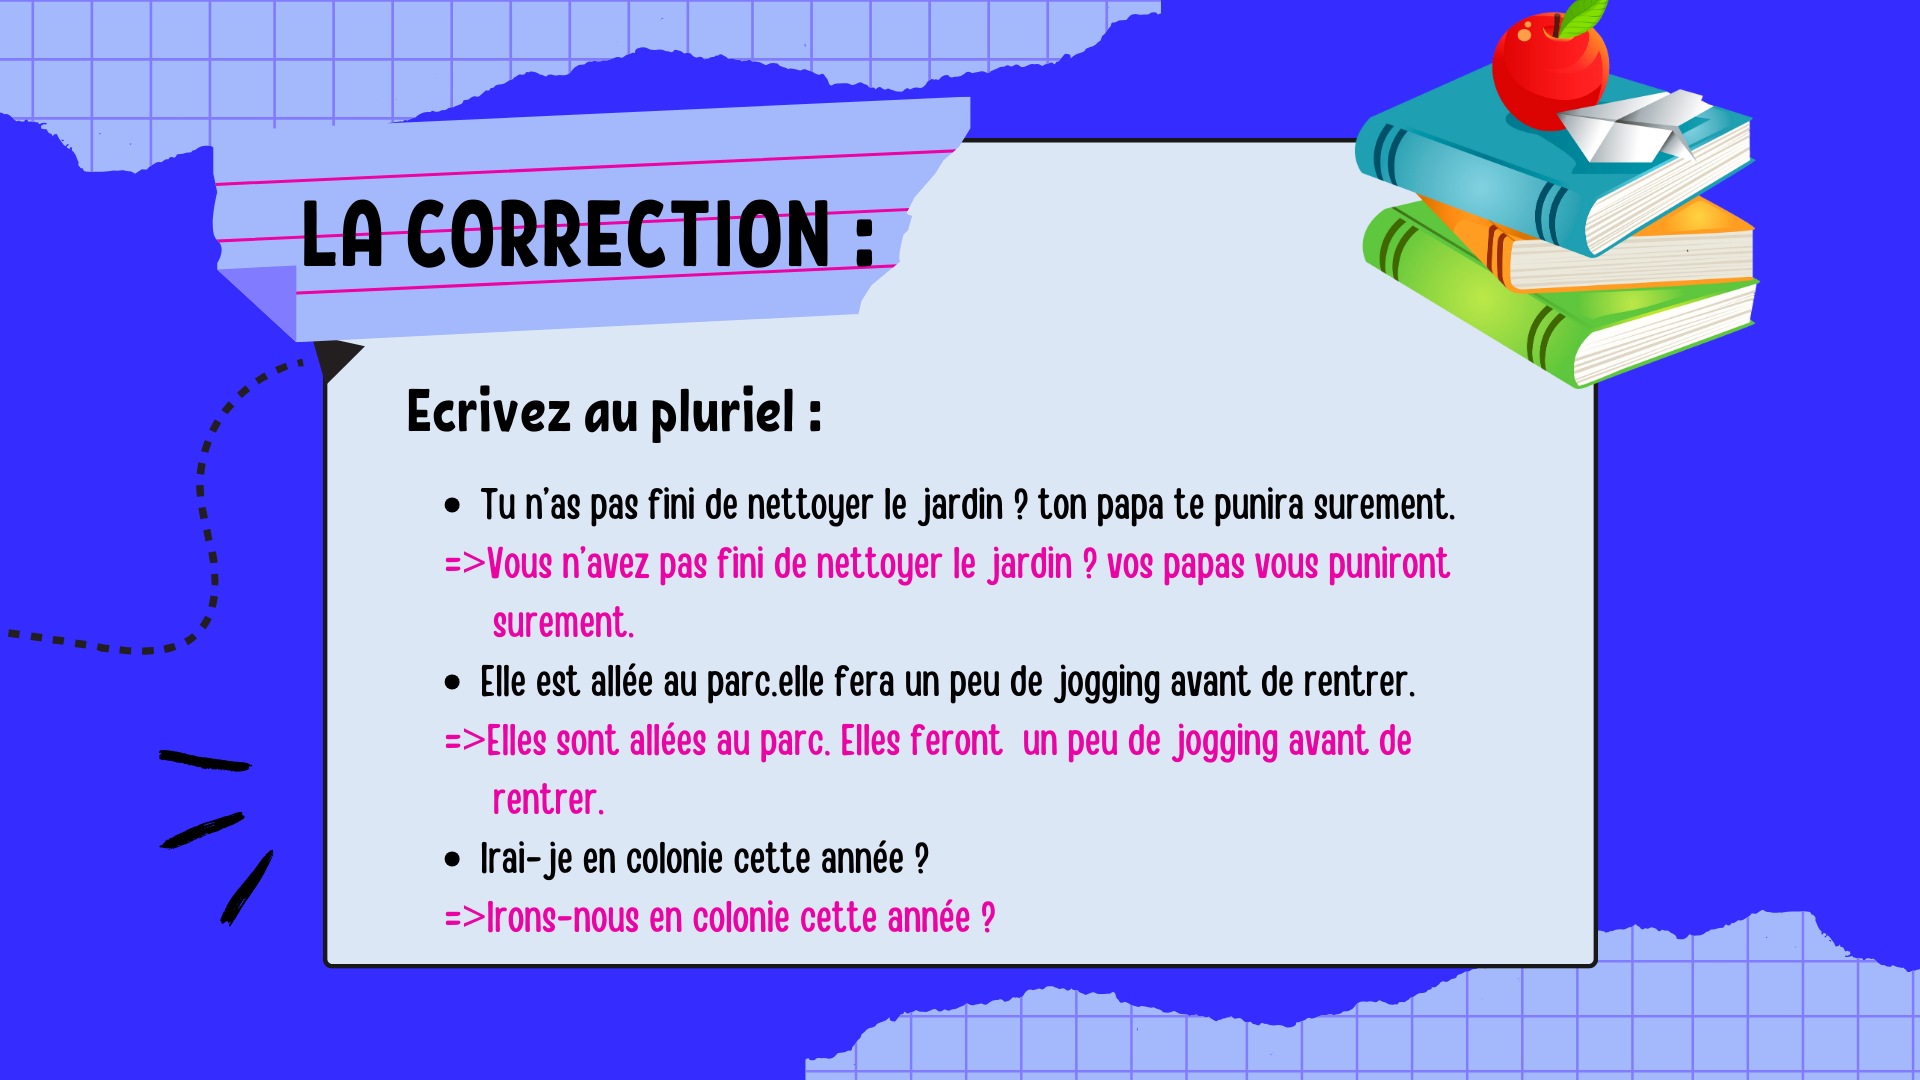 LA CORRECTION :
Ecrivez au pluriel :
• Tu n'as pas fini de nettoyer le jardin ? ton papa te punira surement.
=>Vous n'avez pas fini de nettoyer le jardin ? vos papas vous puniront
surement.
• Elle est allée au parc.elle fera un peu de jogging avant de rentrer.
=>Elles sont allées au parc. Elles feront un peu de jogging avant de
rentrer.
• Irai-je en colonie cette année ?
=>Irons-nous en colonie cette année ?